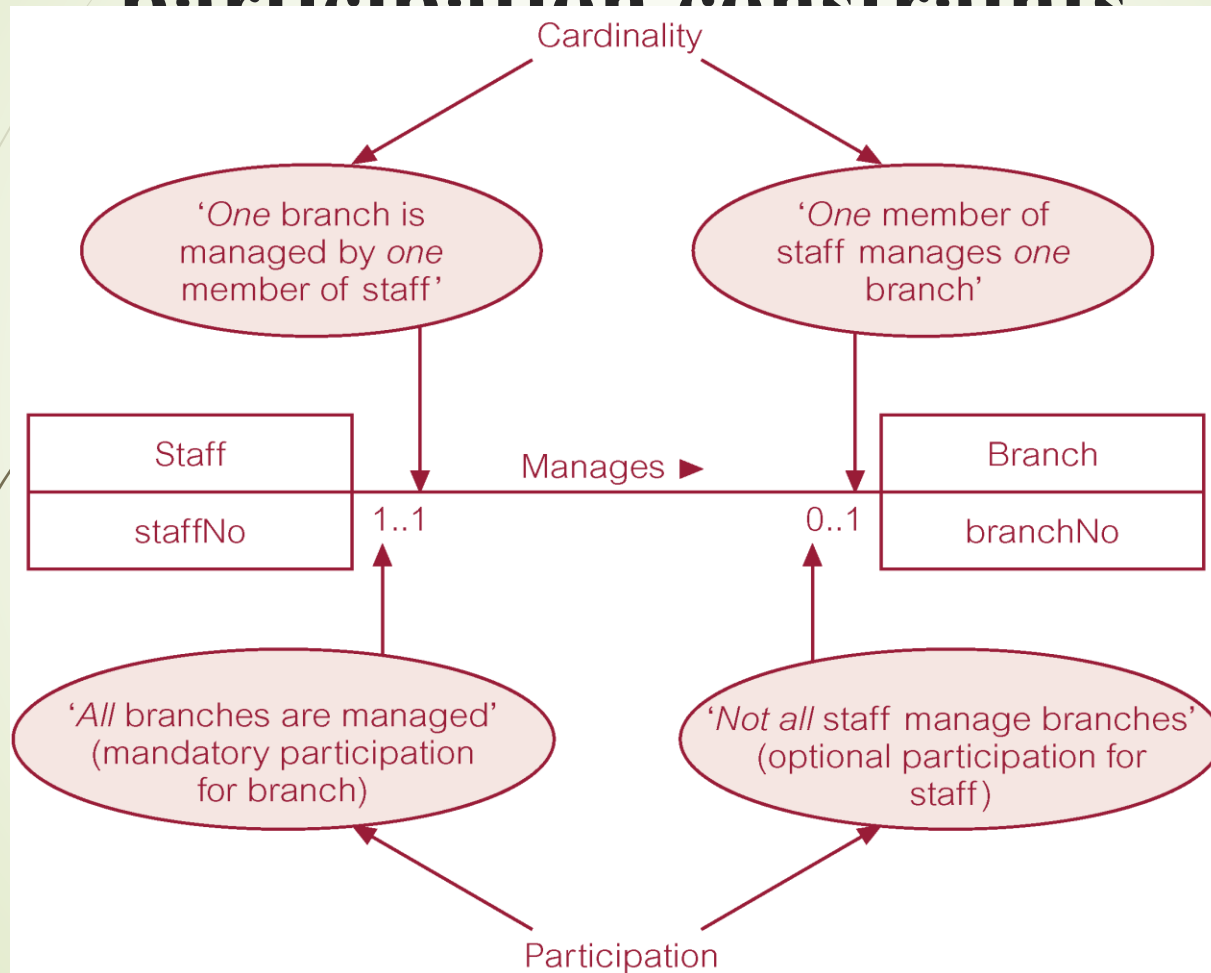 participation constraints
Cardinality
‘One branch is
managed by one
member of staff’
‘One member of
staff manages one
branch’
Staff
Manages ►
Branch
staffNo
1..1
0..1
branchNo
‘All branches are managed’
(mandatory participation
for branch)
‘Not all staff manage branches’
(optional participation for
staff)
Participation